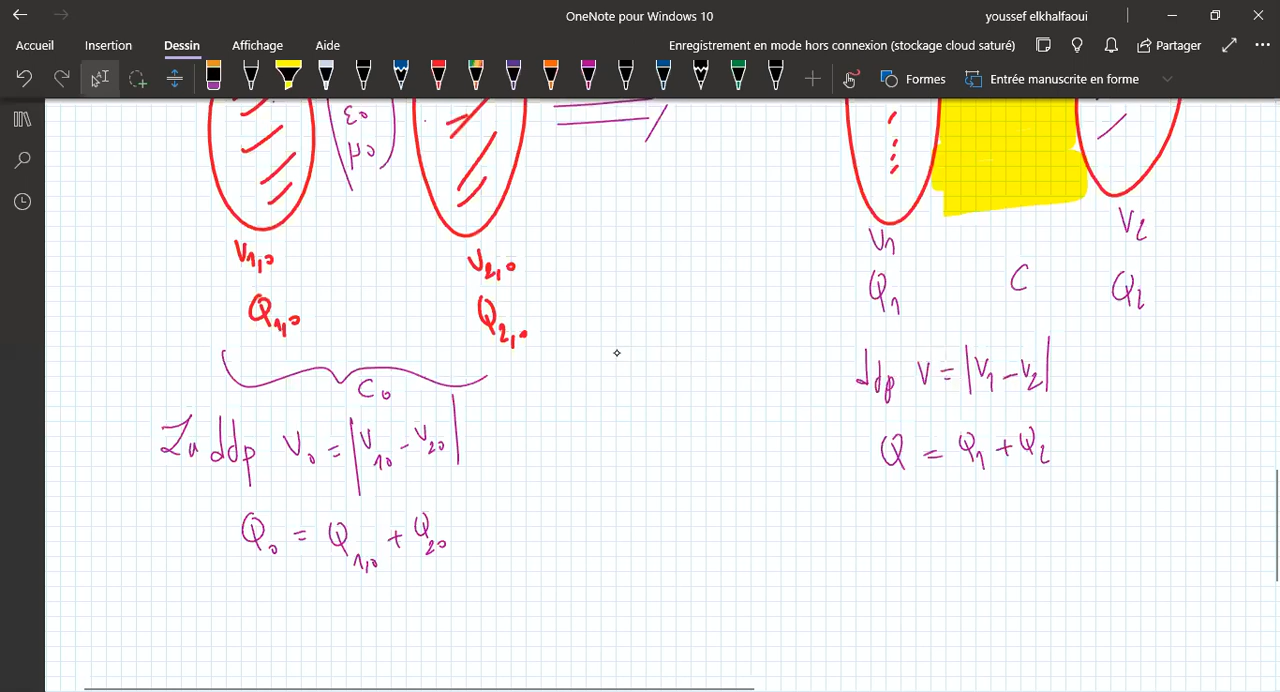 OneNote pour Windows 10
youssef elkhalfaoui
Accueil Insertion Dessin Affichage Aide
Enregistrement en mode hors connexion (stockage cloud saturé)
Partager
Formes
Entrée manuscrite en forme
ε0
μ0
V1,0
V2,0
Q1,0
Q2,0
C0
La ddp V0 = |V10 - V20|
Q0 = Q1,0 + Q20
V1
V2
Q1
C
Q2
ddp V = |V1 - V2|
Q = Q1 + Q2